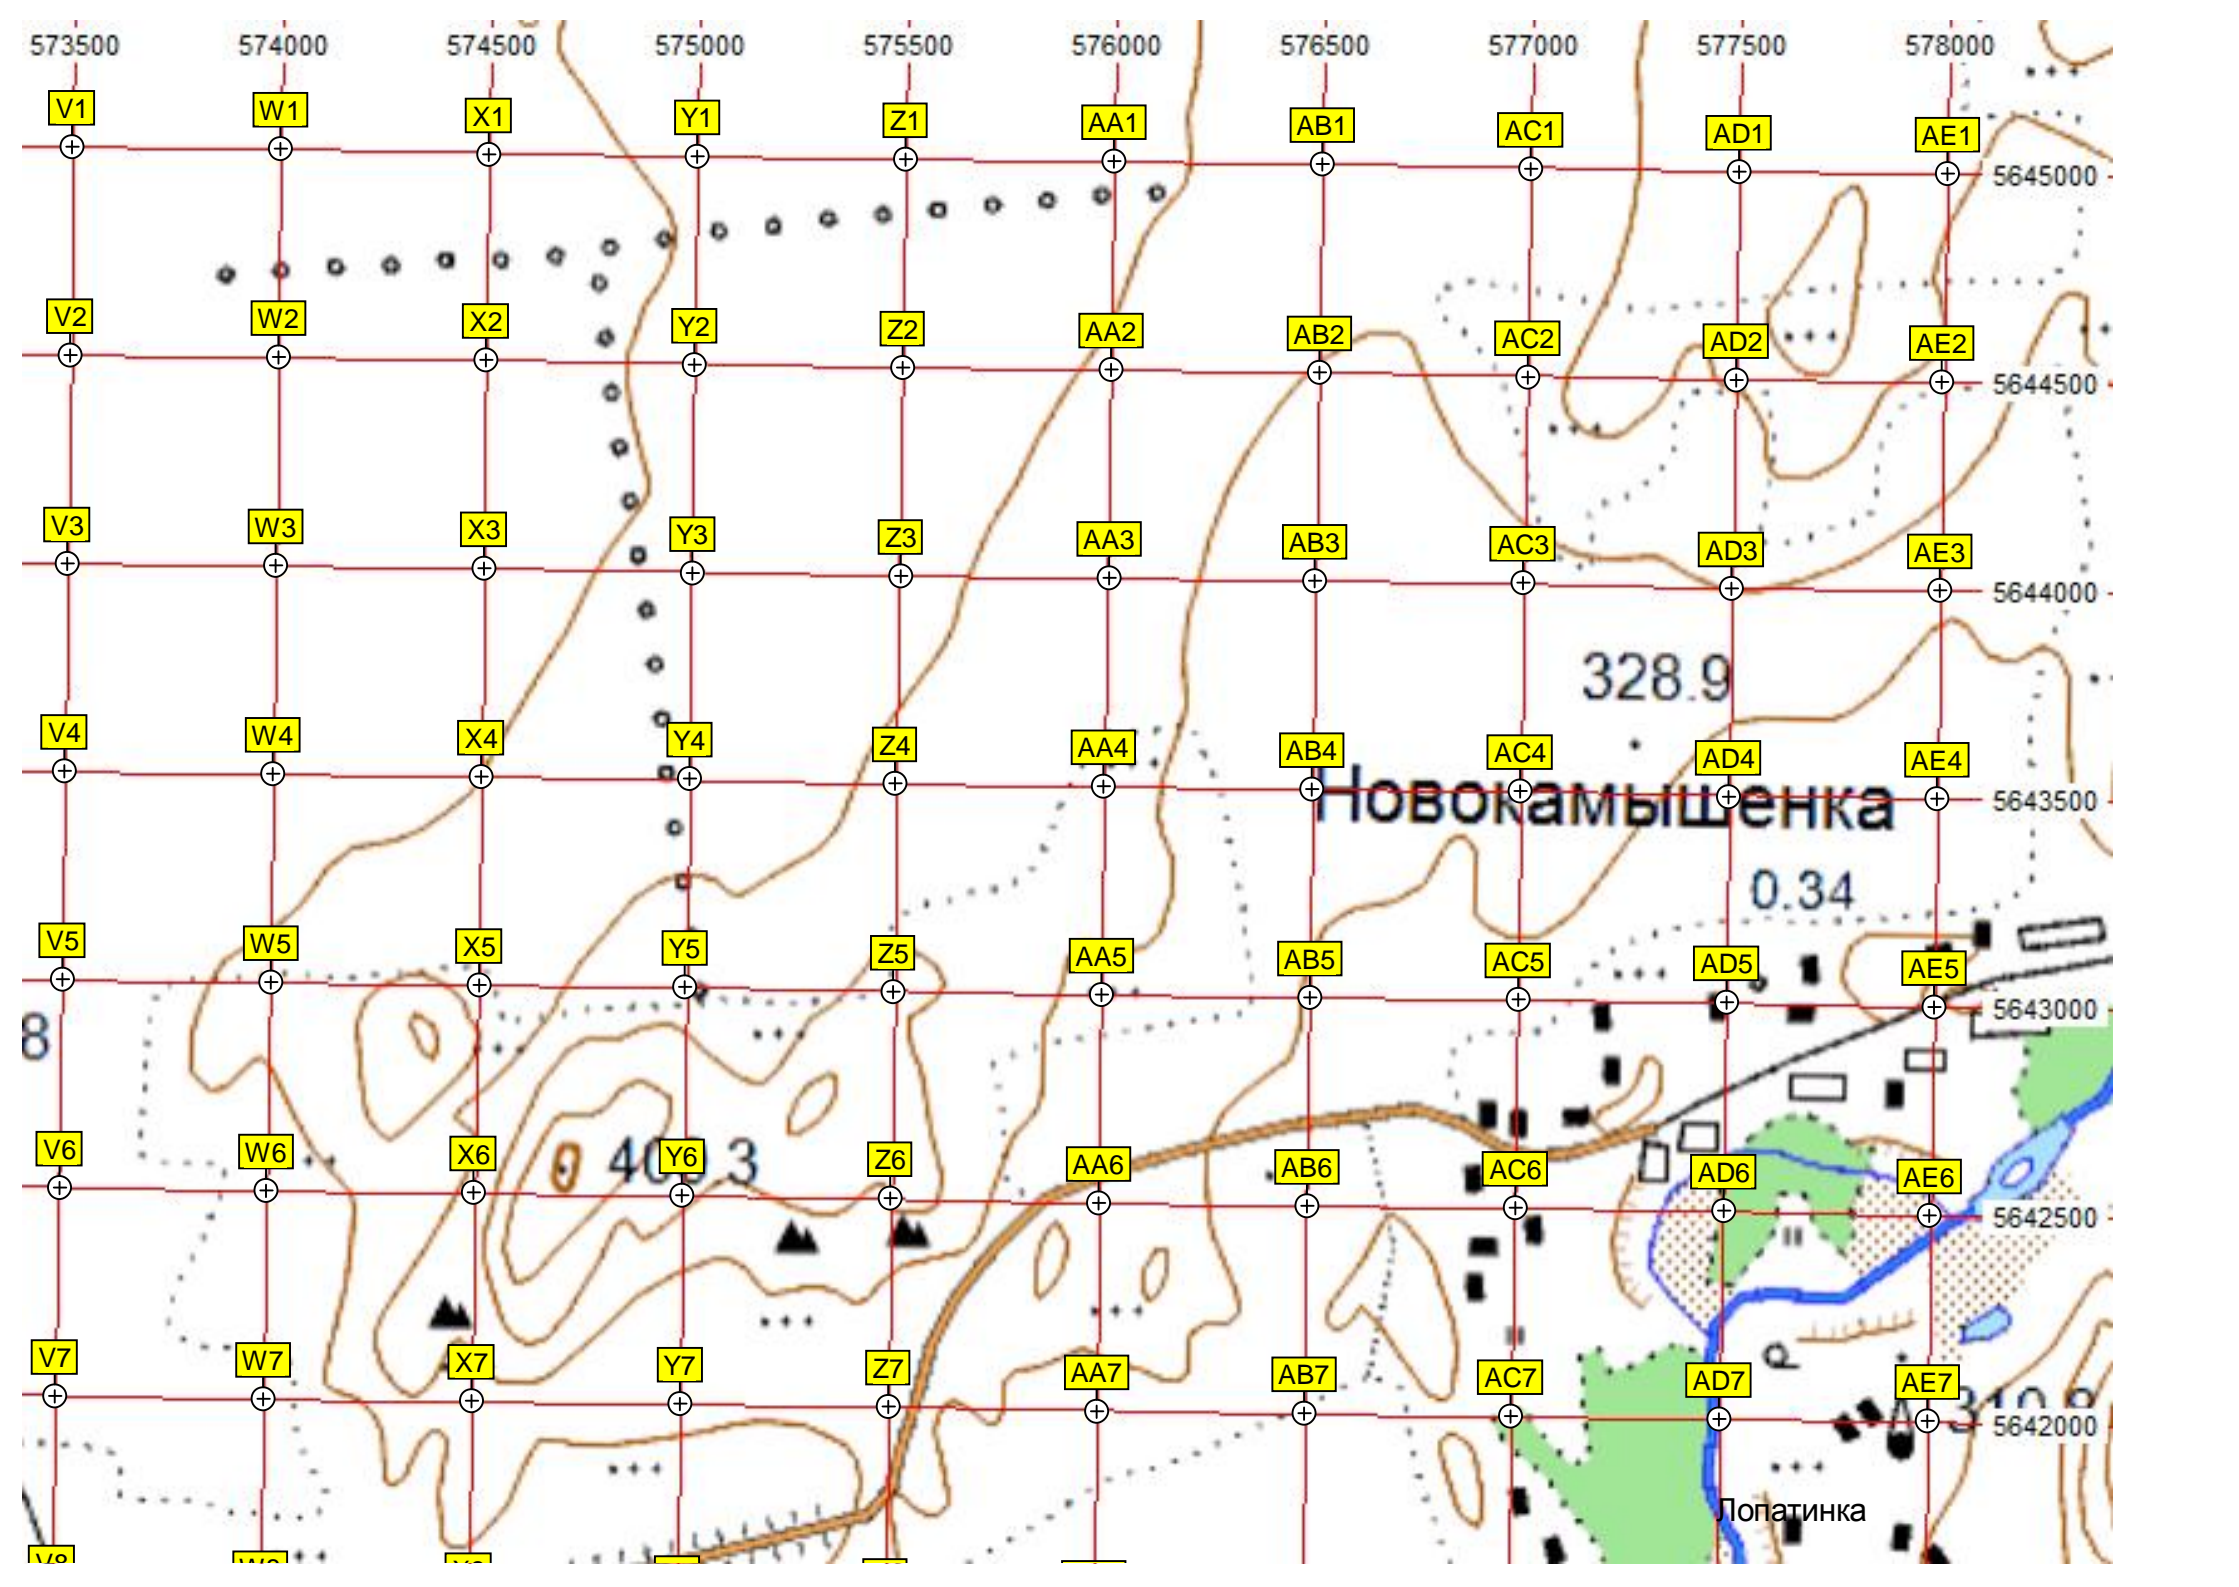 573500 574000 574500 575000 575500 576000 576500 577000 577500 578000
V1 W1 X1 Y1 Z1 AA1 AB1 AC1 AD1 AE1
5645000
V2 W2 X2 Y2 Z2 AA2 AB2 AC2 AD2 AE2
5644500
V3 W3 X3 Y3 Z3 AA3 AB3 AC3 AD3 AE3
5644000
328.9
V4 W4 X4 Y4 Z4 AA4 AB4 AC4 AD4 AE4
Новокамышенка
5643500
0.34
V5 W5 X5 Y5 Z5 AA5 AB5 AC5 AD5 AE5
5643000
8
V6 W6 X6 Y6 Z6 AA6 AB6 AC6 AD6 AE6
5642500
V7 W7 X7 Y7 Z7 AA7 AB7 AC7 AD7 AE7
5642000
Лопатинка
V8 W8 X8